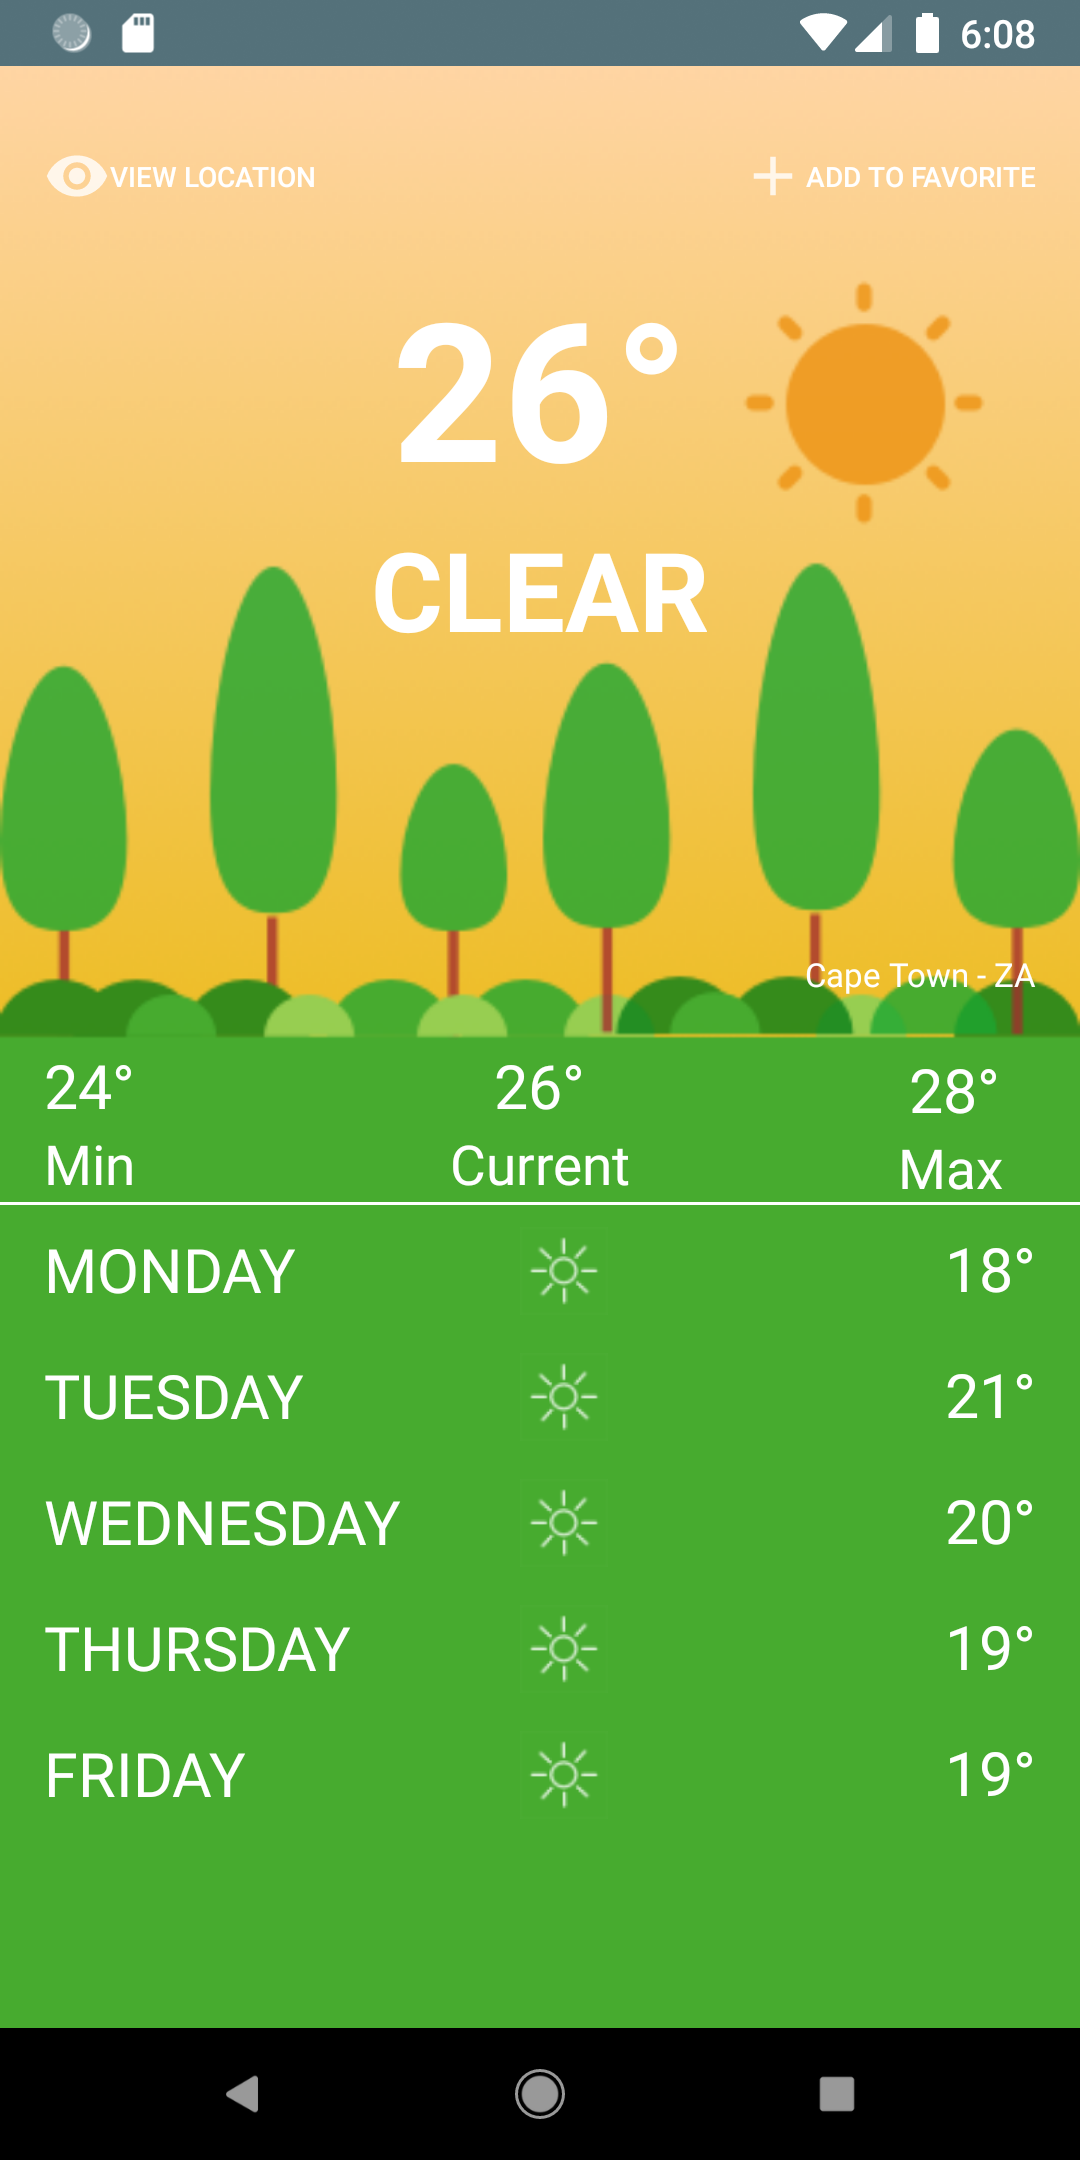 6:08
VIEW LOCATION
ADD TO FAVORITE
26°
CLEAR
Cape Town - ZA
24° 26° 28°
Min Current Max
MONDAY 18°
TUESDAY 21°
WEDNESDAY 20°
THURSDAY 19°
FRIDAY 19°